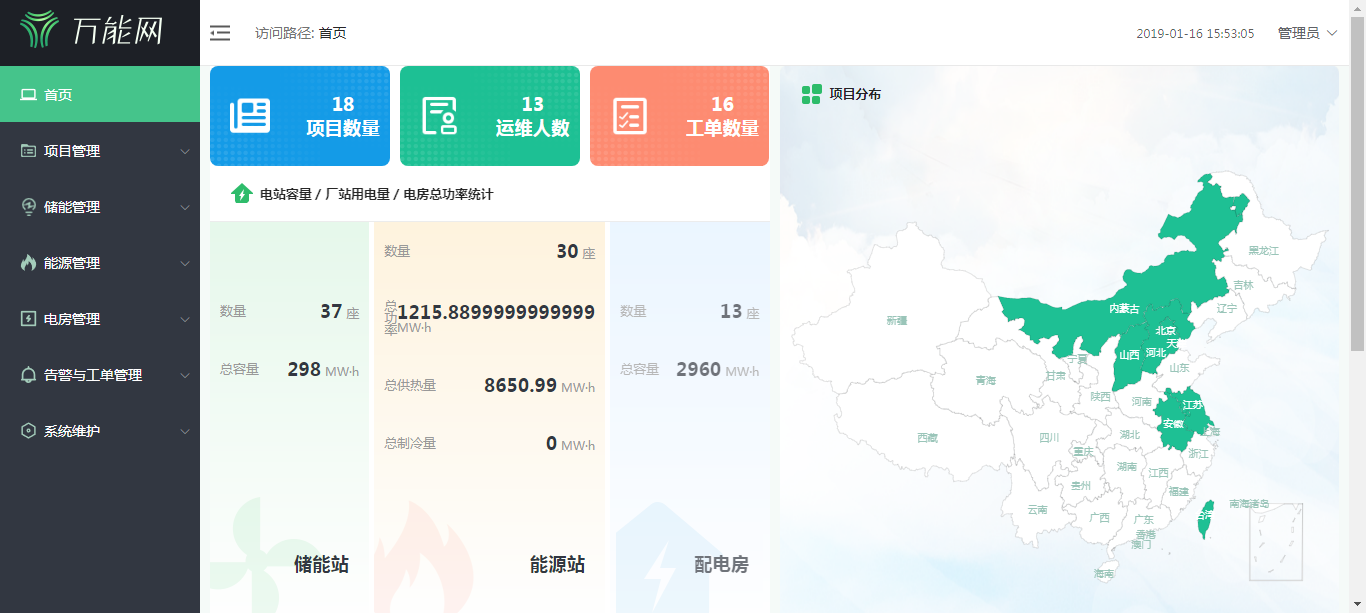 万能网
访问路径: 首页
2019-01-16 15:53:05
管理员
首页
项目管理
储能管理
能源管理
电房管理
告警与工单管理
系统维护
18
项目数量
13
运维人数
16
工单数量
电站容量 / 厂站用电量 / 电房总功率统计
数量 37 座
总容量 298 MW·h
储能站
数量 30 座
总功率 1215.8899999999999 MW·h
总供热量 8650.99 MW·h
总制冷量 0 MW·h
能源站
数量 13 座
总容量 2960 MW·h
配电房
项目分布
黑龙江
吉林
辽宁
内蒙古
新疆
北京
天
山西
河北
宁夏
山东
甘肃
青海
陕西
河南
江苏
安徽
上海
西藏
四川
湖北
重庆
浙江
湖南
江西
贵州
福建
云南
广西
广东
台湾
南海诸岛
香港
澳门
海南